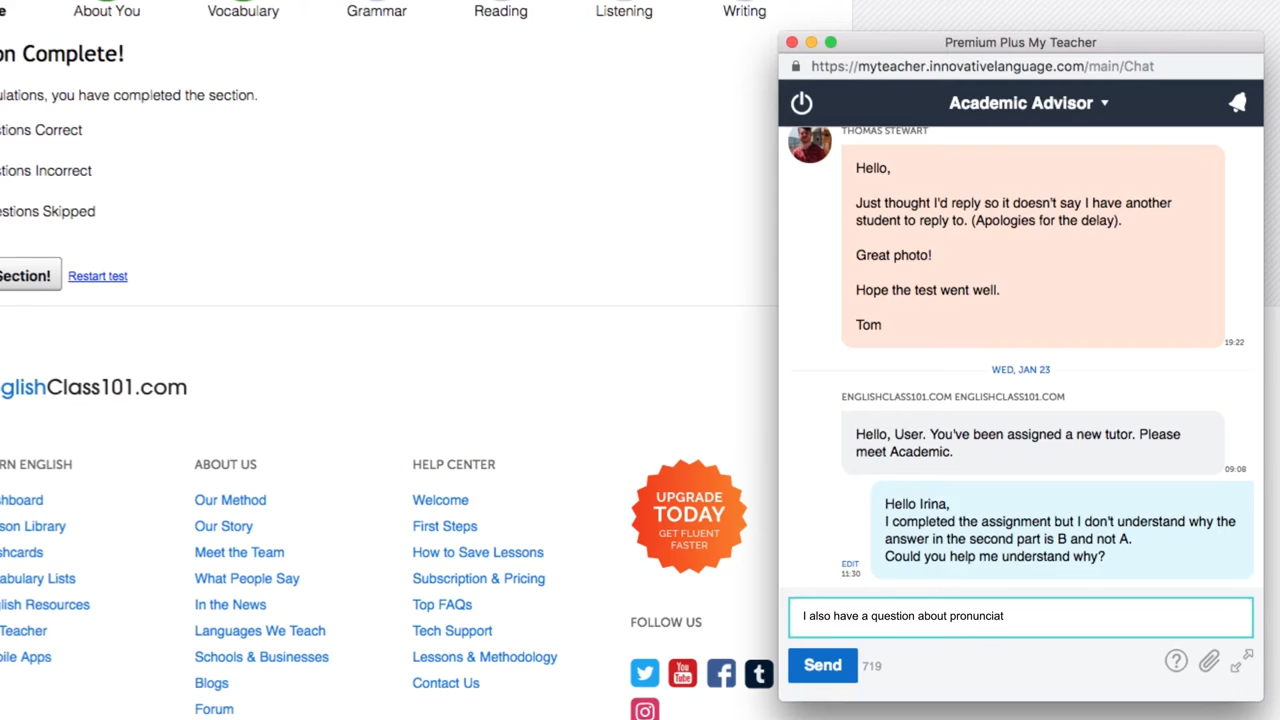 e
About You
Vocabulary
Grammar
Reading
Listening
Writing
on Complete!
ulations, you have completed the section.
stions Correct
stions Incorrect
estions Skipped
Section!
Restart test
nglishClass101.com
RN ENGLISH
hboard
son Library
shcards
abulary Lists
lish Resources
Teacher
bile Apps
ABOUT US
Our Method
Our Story
Meet the Team
What People Say
In the News
Languages We Teach
Schools & Businesses
Blogs
Forum
HELP CENTER
Welcome
First Steps
How to Save Lessons
Subscription & Pricing
Top FAQs
Tech Support
Lessons & Methodology
Contact Us
UPGRADE
TODAY
GET FLUENT
FASTER
FOLLOW US
You
Tube
Premium Plus My Teacher
https://myteacher.innovativelanguage.com/main/Chat
Academic Advisor
THOMAS STEWART
Hello,
Just thought I'd reply so it doesn't say I have another
student to reply to. (Apologies for the delay).
Great photo!
Hope the test went well.
Tom
19:22
WED, JAN 23
ENGLISHCLASS101.COM ENGLISHCLASS101.COM
Hello, User. You've been assigned a new tutor. Please
meet Academic.
09:08
Hello Irina,
I completed the assignment but I don't understand why the
answer in the second part is B and not A.
Could you help me understand why?
EDIT
11:30
I also have a question about pronunciat
Send
719